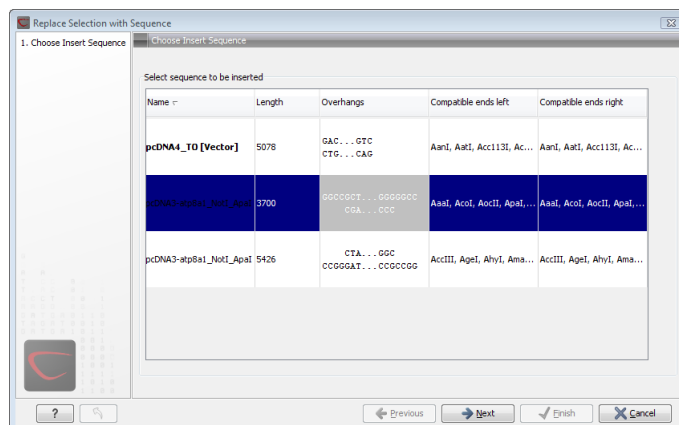 Replace Selection with Sequence
1. Choose Insert Sequence
Choose Insert Sequence
Select sequence to be inserted
Name Length Overhangs Compatible ends left Compatible ends right
pcDNA4_TO [Vector] 5078 GAC...GTC AanI, AatI, Acc113I, Ac... AanI, AatI, Acc113I, Ac...
CTG...CAG
pcDNA3-atp8a1_NotI_ApaI 3700 GGCCGCT...GGGGGCC AaaI, AcoI, AocII, ApaI,... AaaI, AcoI, AocII, ApaI,...
CGA...CCC
pcDNA3-atp8a1_NotI_ApaI 5426 CTA...GGC AccIII, AgeI, AhyI, Ama... AccIII, AgeI, AhyI, Ama...
CCGGGAT...CCGCCGG
? Previous Next Finish Cancel